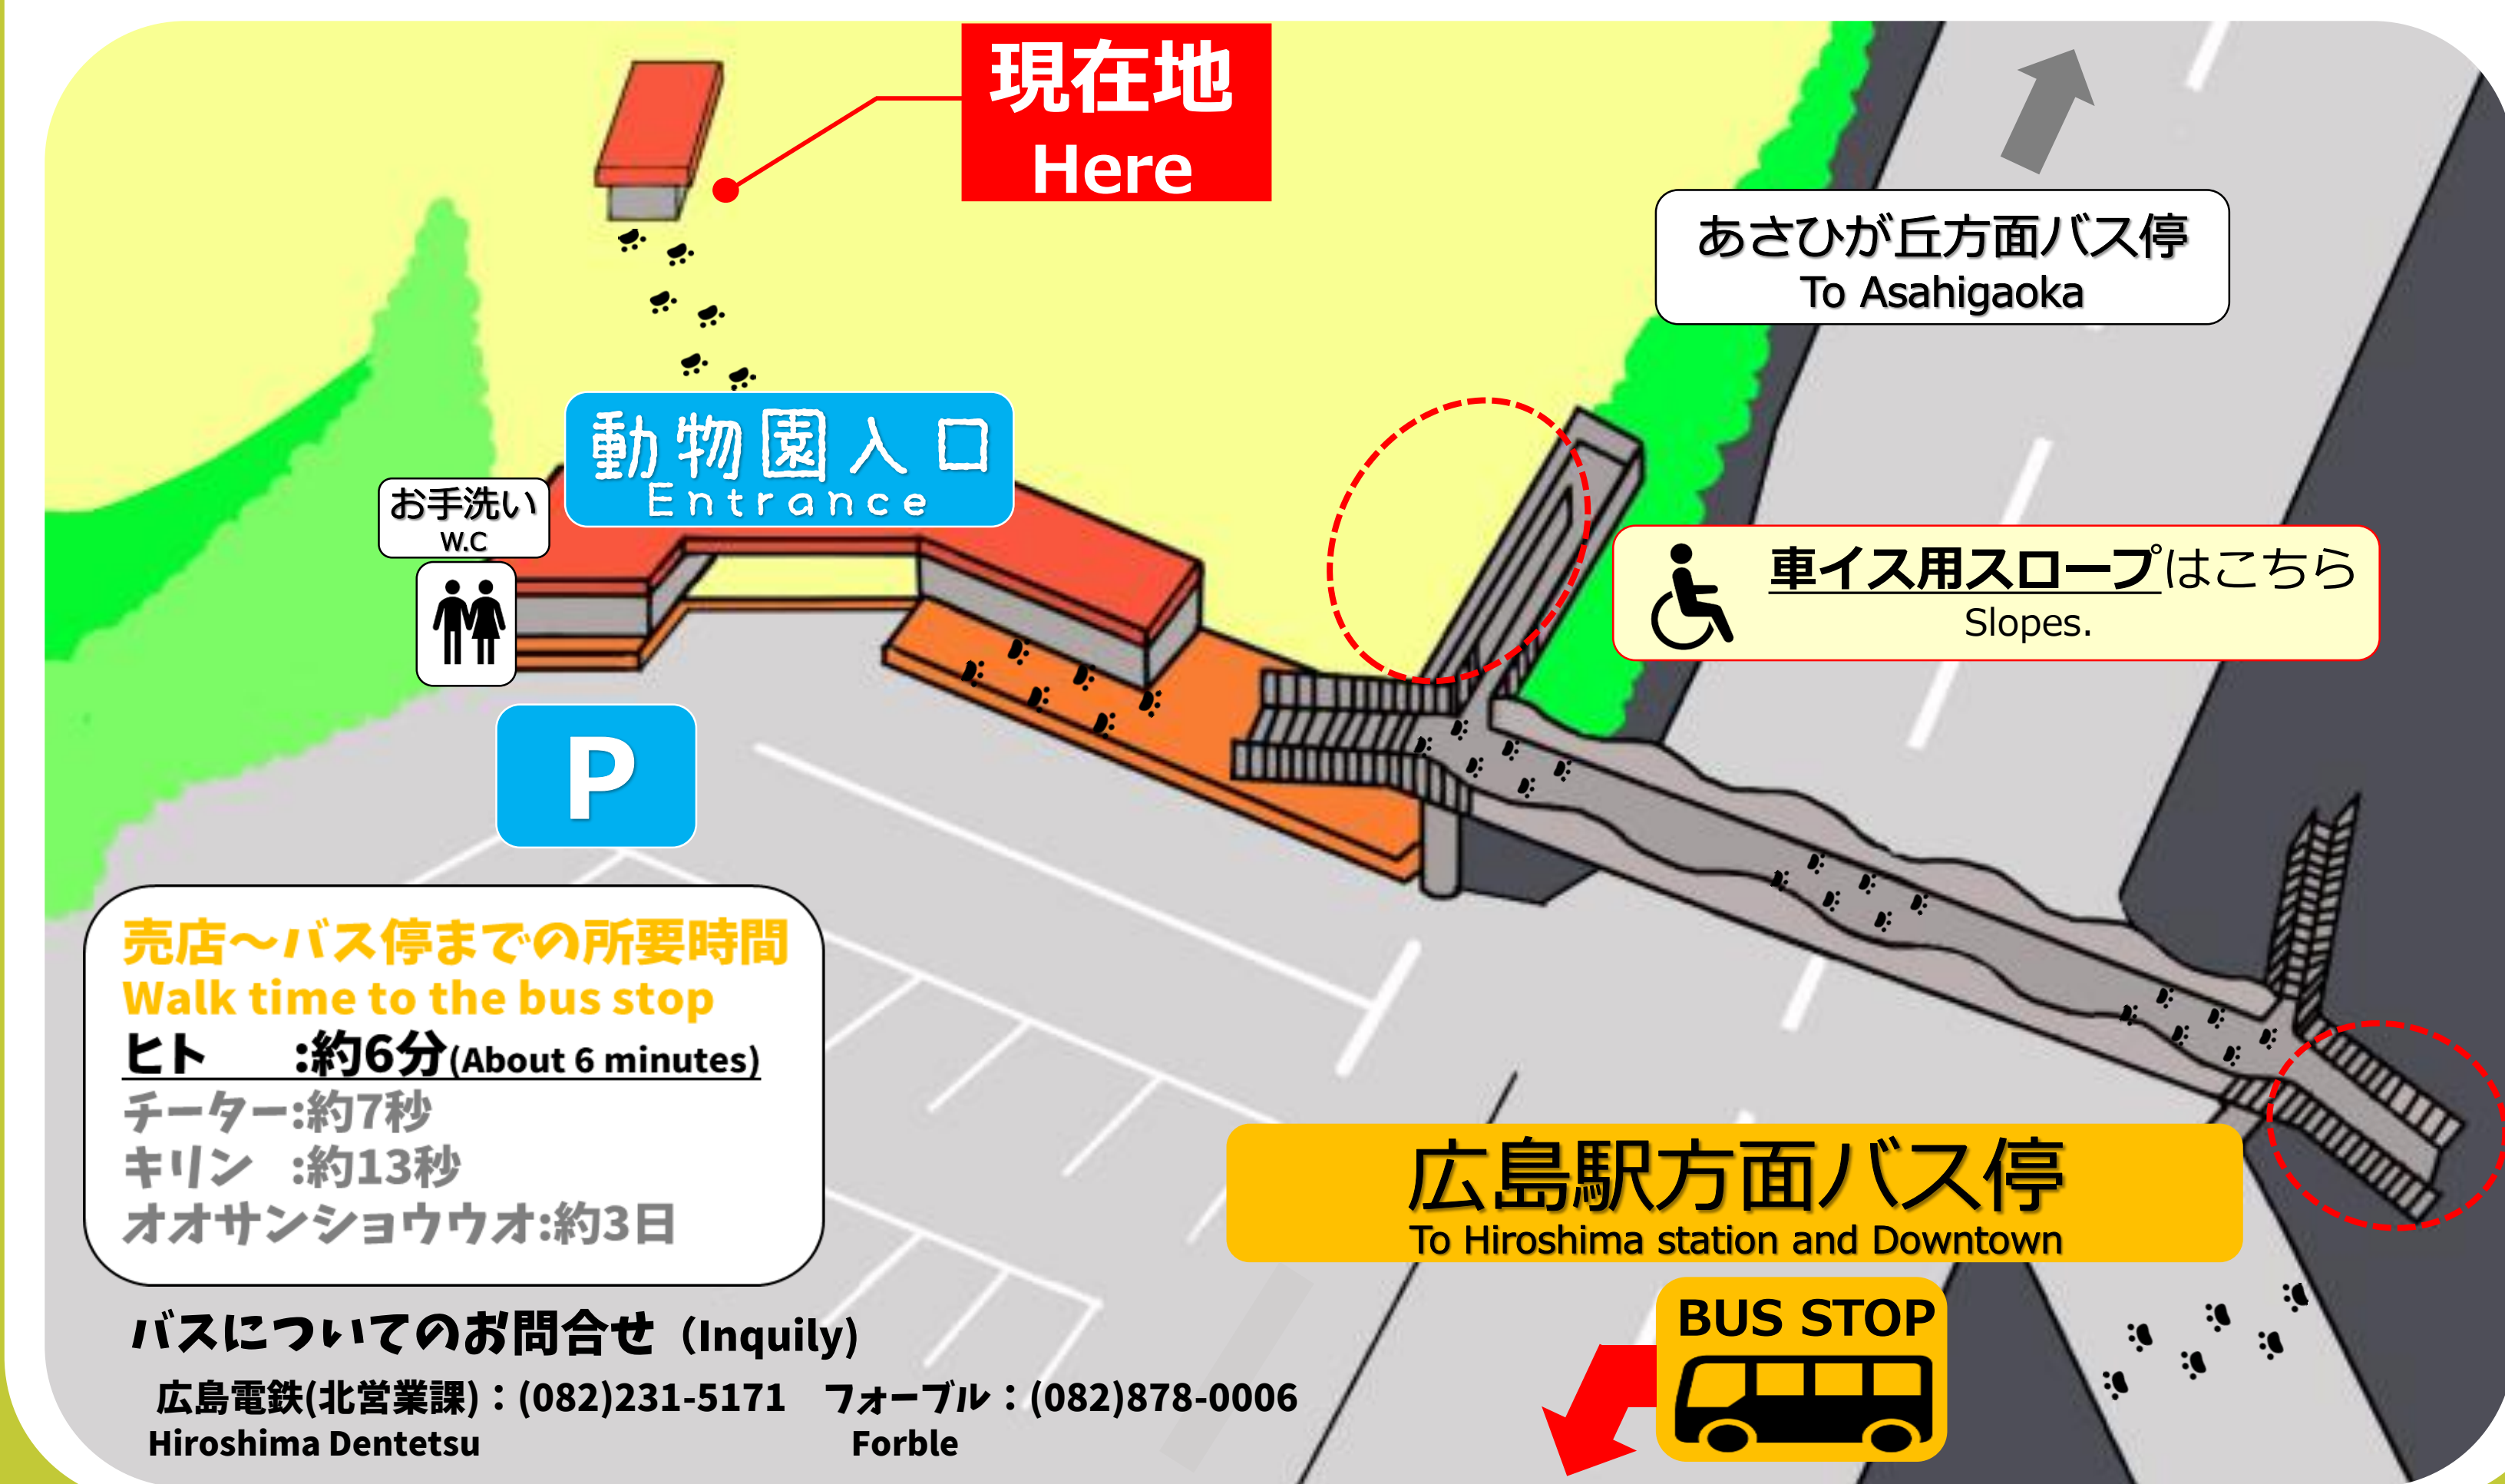 現在地
Here
あさひが丘方面バス停
To Asahigaoka
動物園入口
Entrance
お手洗い
W.C
車イス用スロープはこちら
Slopes.
P
売店～バス停までの所要時間
Walk time to the bus stop
ヒト　　:約6分(About 6 minutes)
チーター:約7秒
キリン　:約13秒
オオサンショウウオ:約3日
広島駅方面バス停
To Hiroshima station and Downtown
BUS STOP
バスについてのお問合せ（Inquily)
広島電鉄(北営業課)：(082)231-5171　フォーブル：(082)878-0006
Hiroshima Dentetsu　Forble